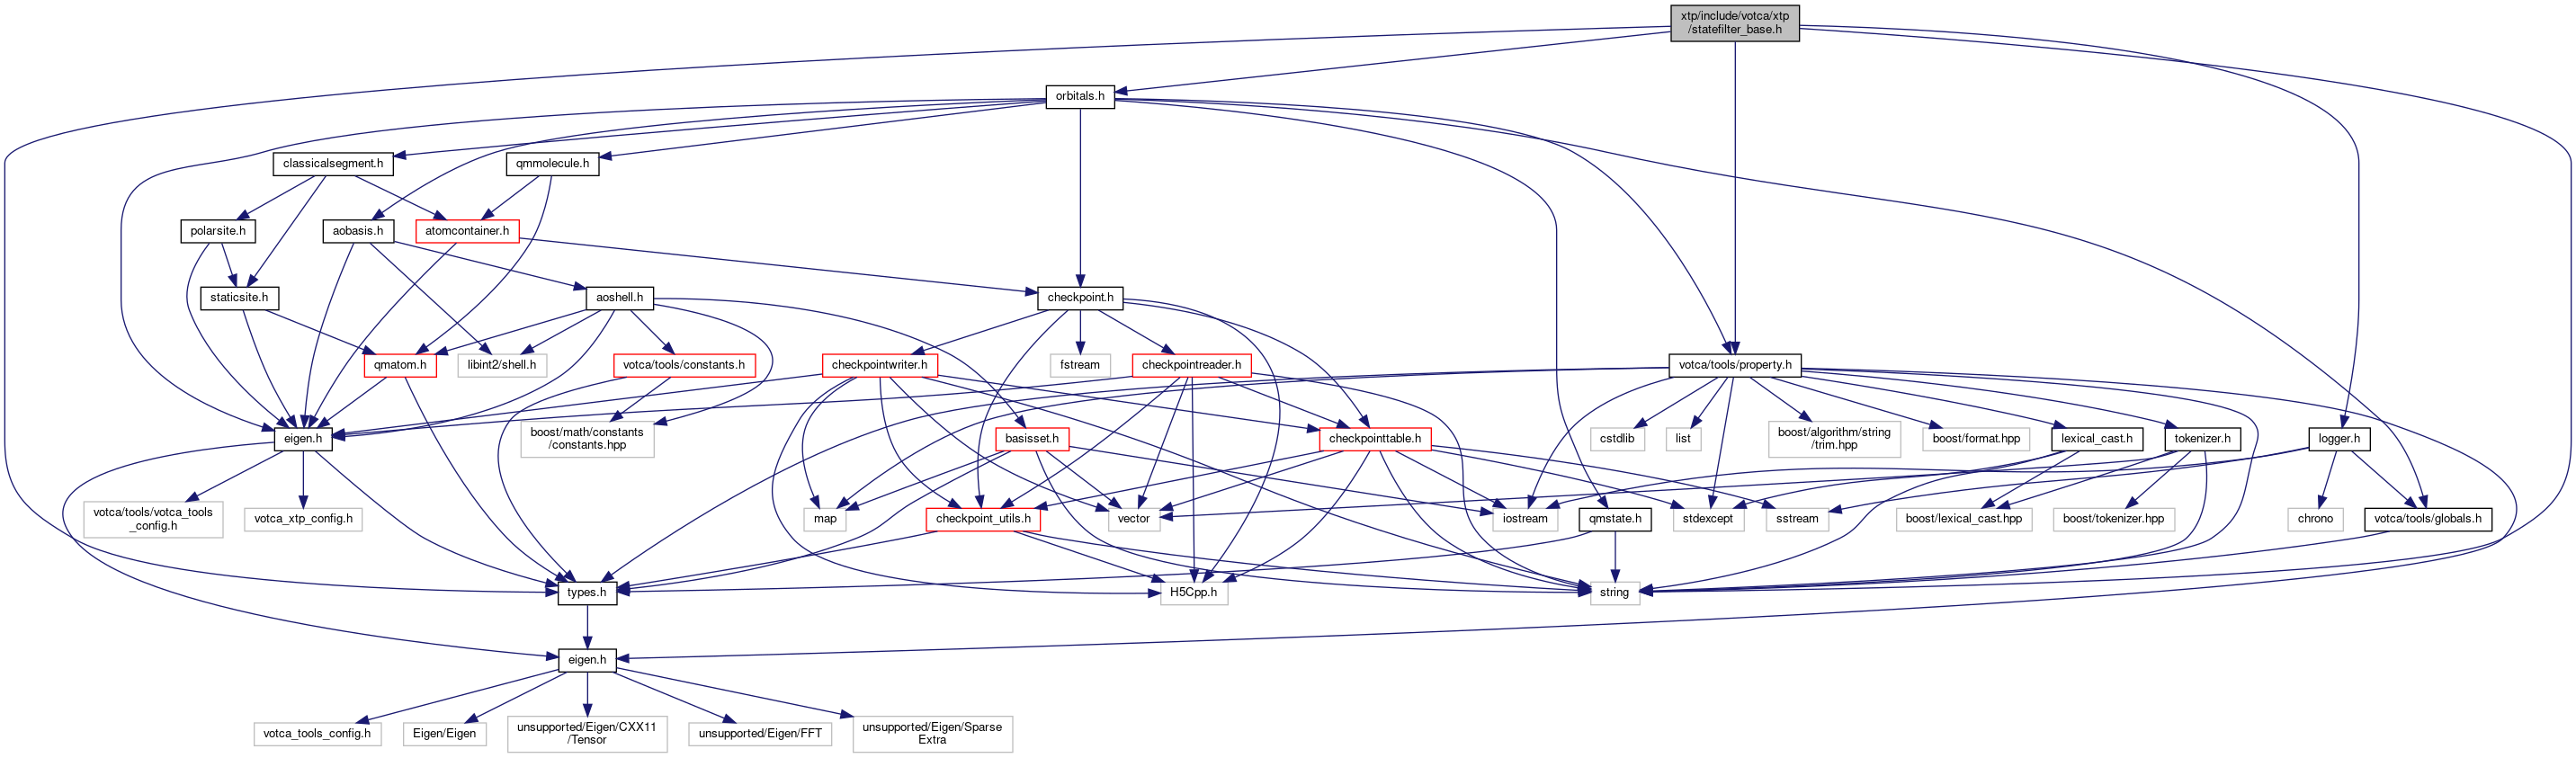 xtp/include/votca/xtp
/statefilter_base.h
orbitals.h
classicalsegment.h
qmmolecule.h
polarsite.h
aobasis.h
atomcontainer.h
staticsite.h
aoshell.h
checkpoint.h
qmatom.h
libint2/shell.h
votca/tools/constants.h
checkpointwriter.h
fstream
checkpointreader.h
votca/tools/property.h
eigen.h
boost/math/constants
/constants.hpp
basisset.h
checkpointtable.h
cstdlib
list
boost/algorithm/string
/trim.hpp
boost/format.hpp
lexical_cast.h
tokenizer.h
logger.h
votca/tools/votca_tools
_config.h
votca_xtp_config.h
map
checkpoint_utils.h
vector
iostream
qmstate.h
stdexcept
sstream
boost/lexical_cast.hpp
boost/tokenizer.hpp
chrono
votca/tools/globals.h
types.h
H5Cpp.h
string
eigen.h
votca_tools_config.h
Eigen/Eigen
unsupported/Eigen/CXX11
/Tensor
unsupported/Eigen/FFT
unsupported/Eigen/Sparse
Extra